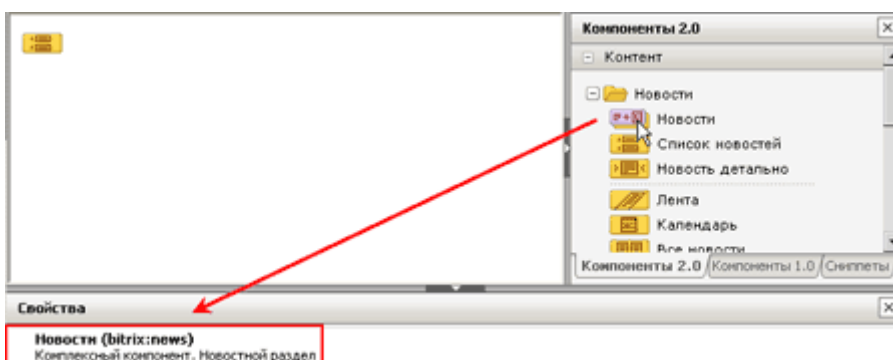 Компоненты 2.0
Контент
Новости
Новости
Список новостей
Новость детально
Лента
Календарь
Все новости
Компоненты 2.0 Компоненты 1.0 Сниппеты
Свойства
Новости (bitrix:news)
Комплексный компонент. Новостной раздел